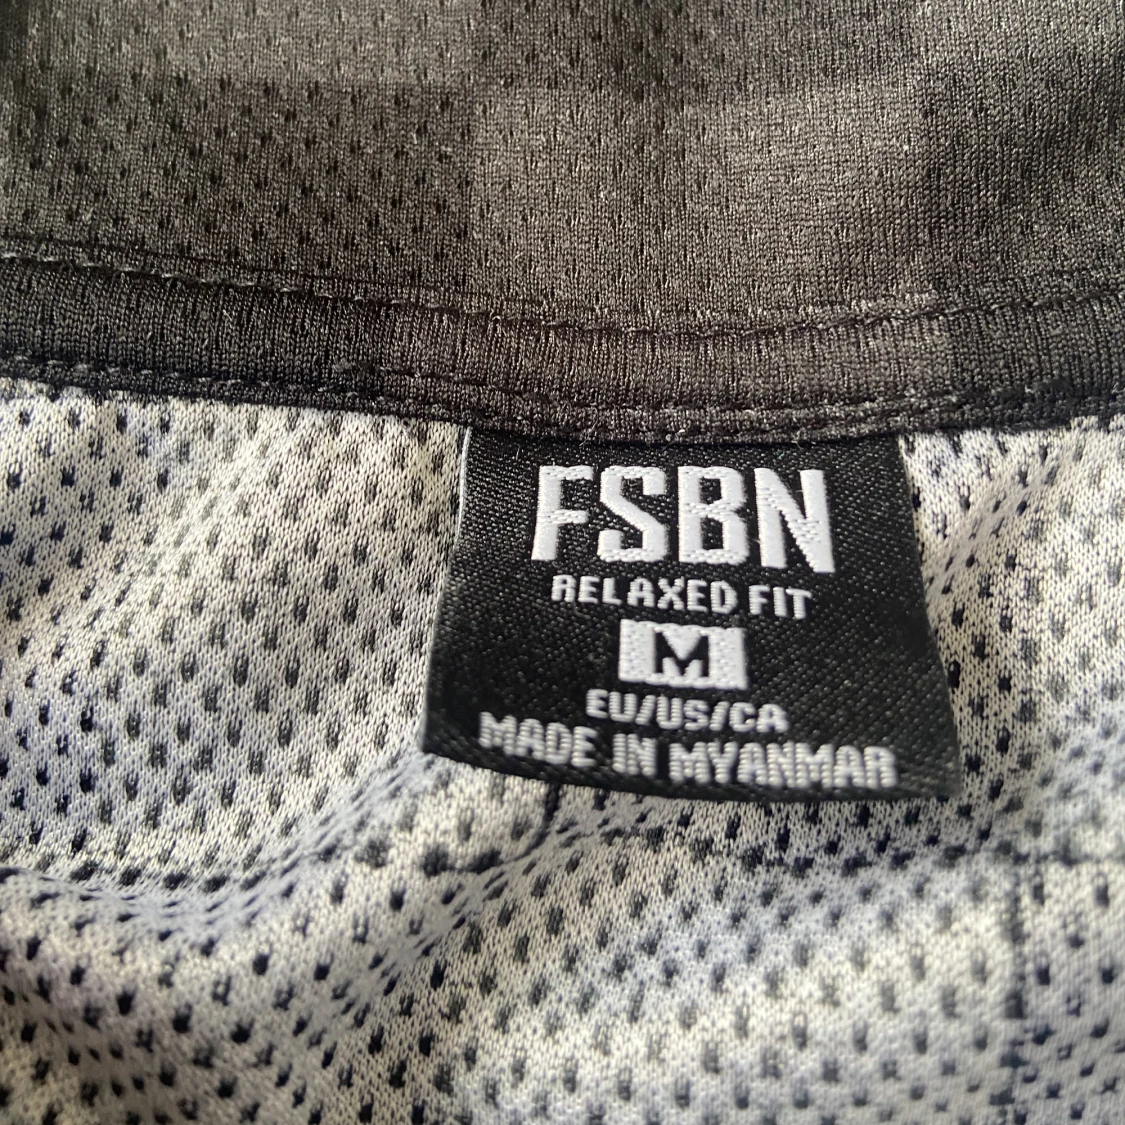 FSBN
RELAXED FIT
M
EU/US/CA
MADE IN MYANMAR